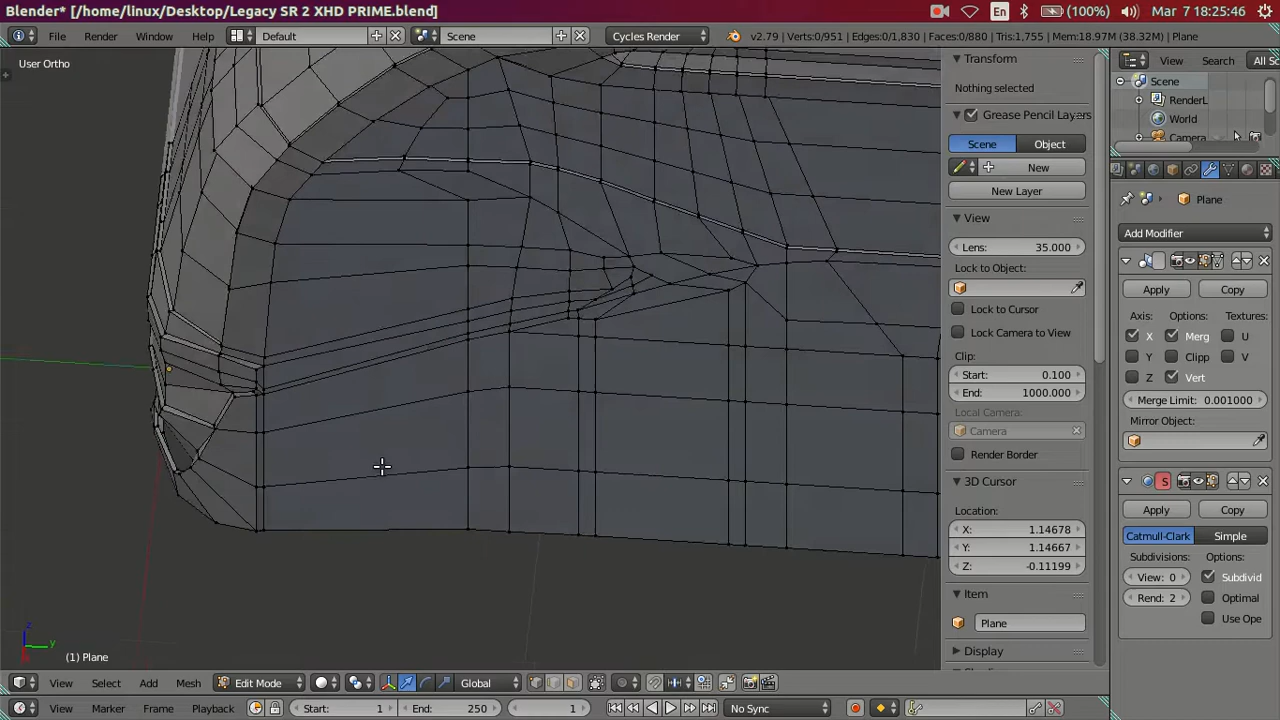 Blender* [/home/linux/Desktop/Legacy SR 2 XHD PRIME.blend]
En (100%) Mar 7 18:25:46
File Render Window Help Default Scene Cycles Render v2.79 | Verts:0/951 | Edges:0/1,830 | Faces:0/880 | Tris:1,755 | Mem:18.97M (38.32M) | Plane
User Ortho
Transform
Nothing selected
Grease Pencil Layers
Scene Object
New
New Layer
View
Lens: 35.000
Lock to Object:
Lock to Cursor
Lock Camera to View
Clip:
Start: 0.100
End: 1000.000
Local Camera:
Camera
Render Border
3D Cursor
Location:
X: 1.14678
Y: 1.14667
Z: -0.11199
Item
Plane
Display
View Search All Sc
Scene
RenderL
World
Camera
Plane
Add Modifier
Apply Copy
Axis: Options: Textures:
X Merg U
Y Clipp V
Z Vert
Merge Limit: 0.001000
Mirror Object:
S
Apply Copy
Catmull-Clark Simple
Subdivisions: Options:
View: 0 Subdivid
Rend: 2 Optimal
Use Ope
z
y
(1) Plane
View Select Add Mesh Edit Mode Global
View Marker Frame Playback Start: 1 End: 250 1 No Sync